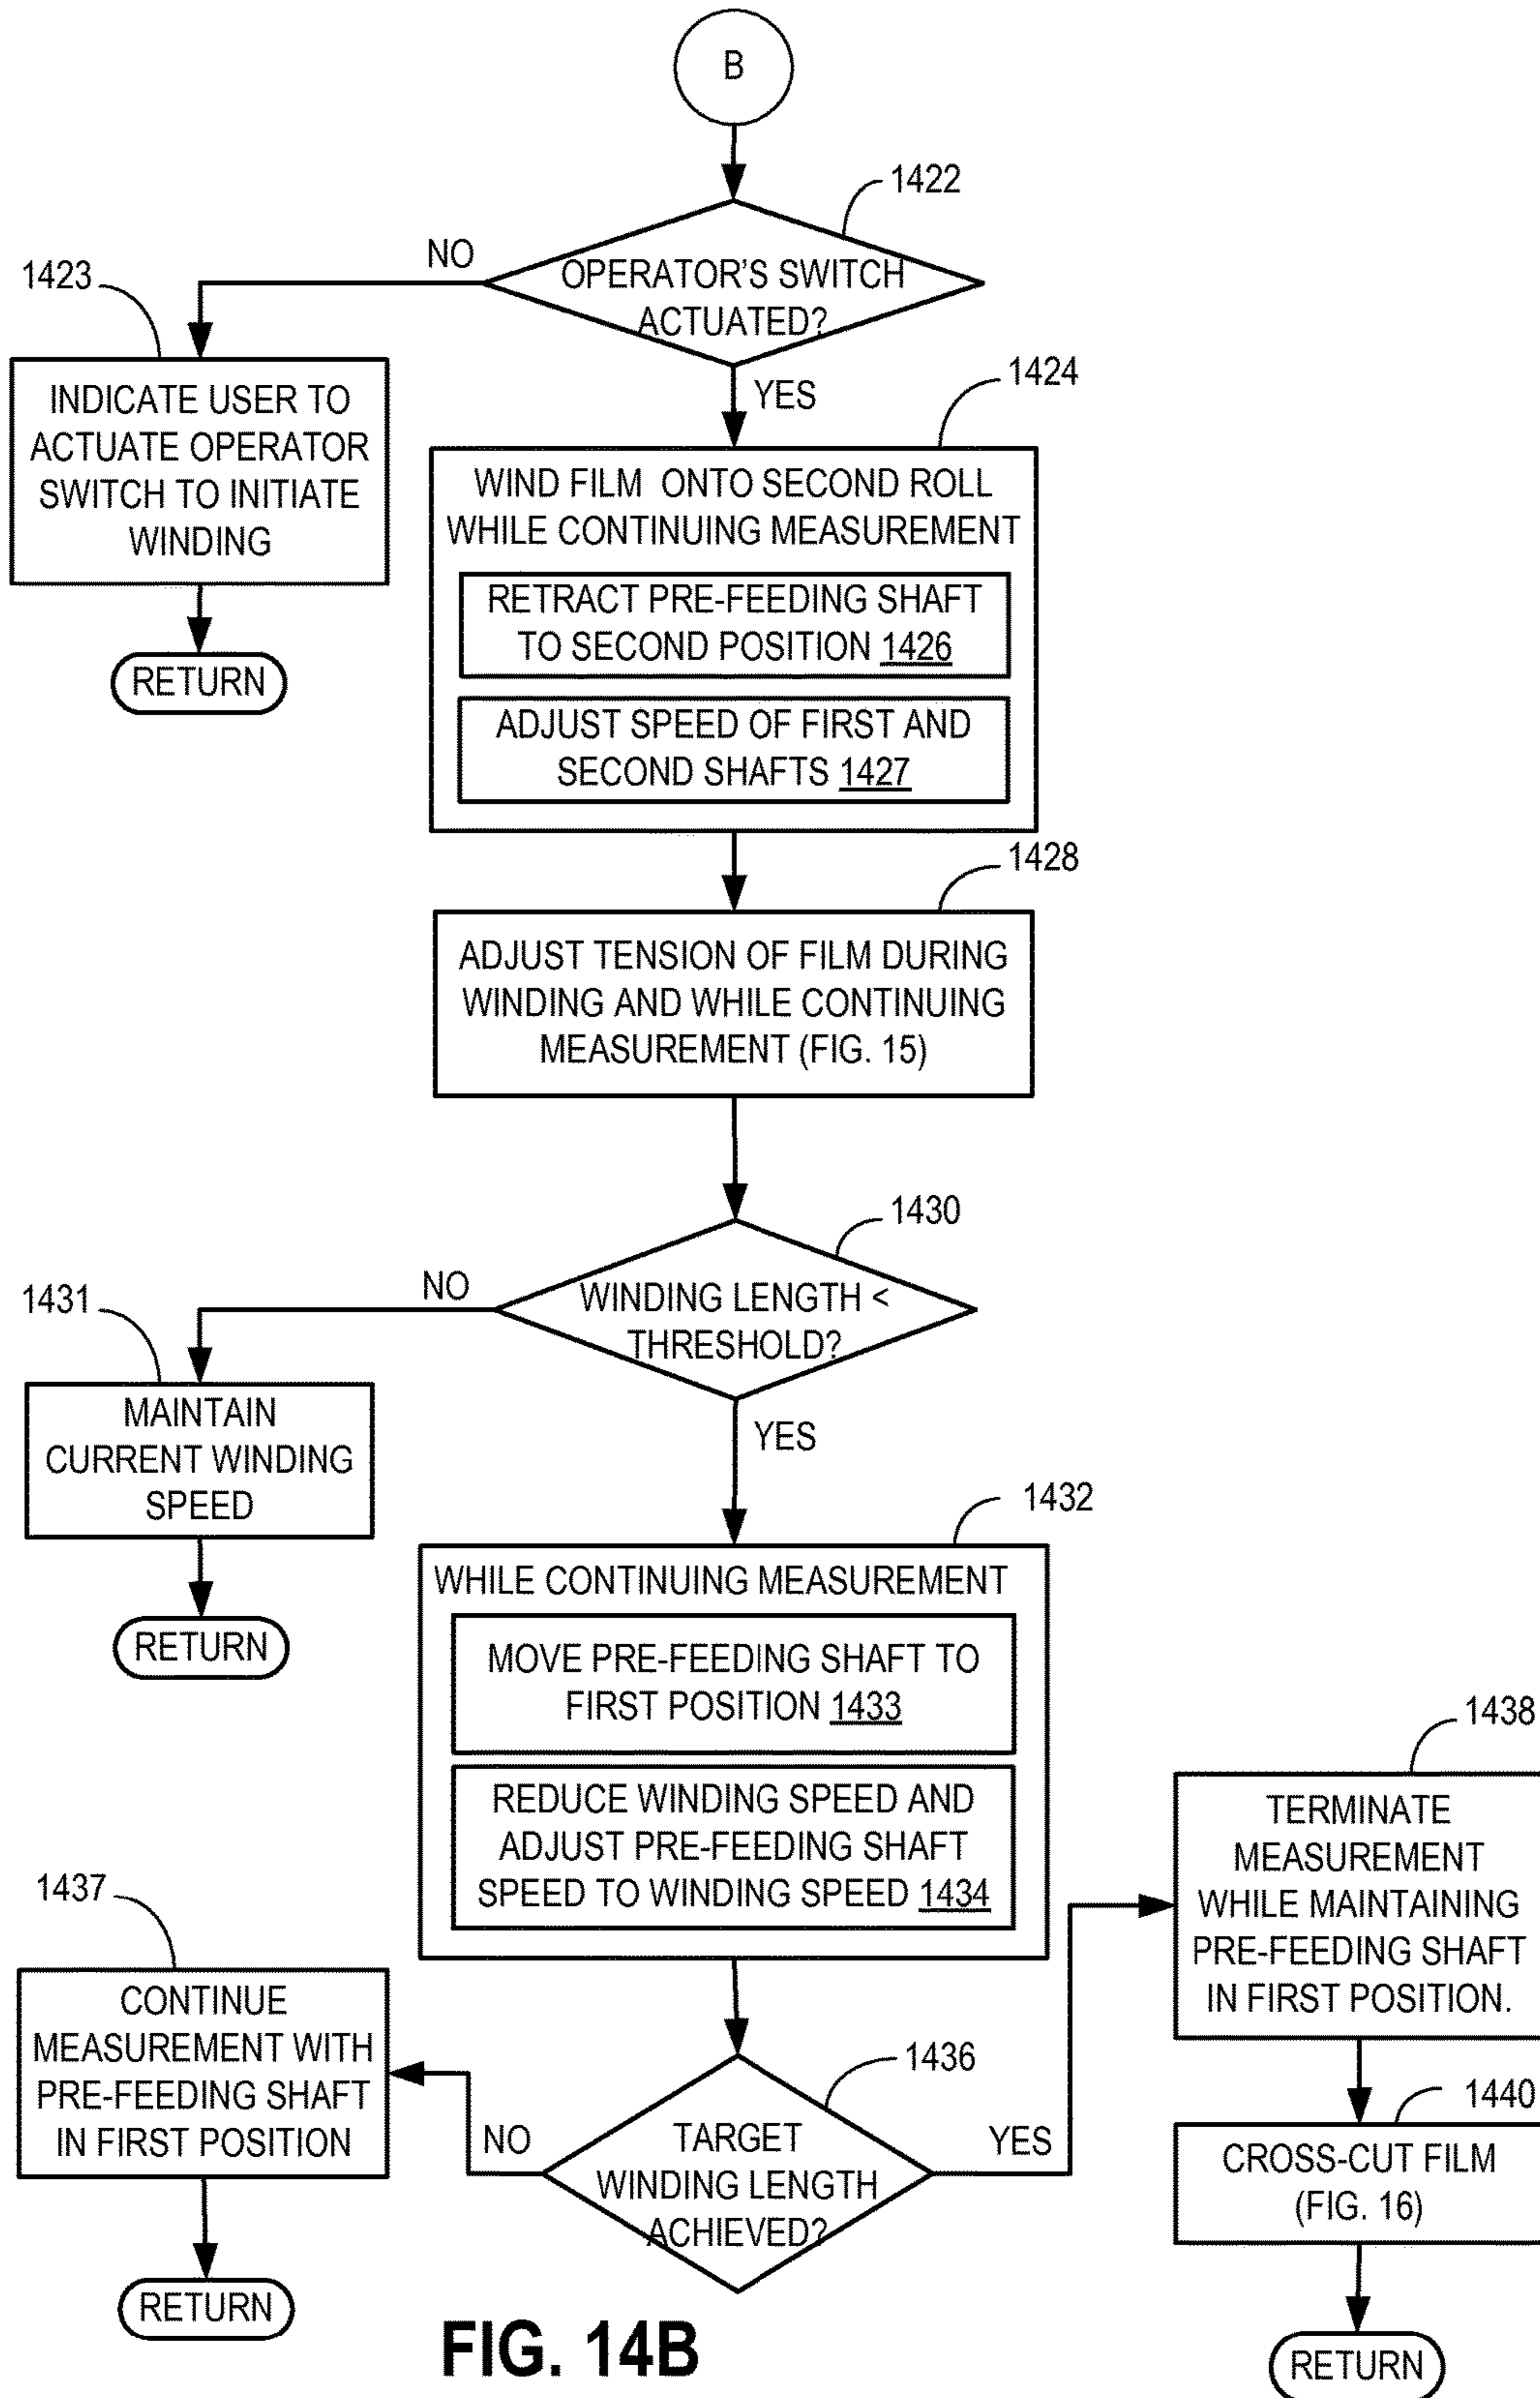 B
1422
NO
OPERATOR'S SWITCH
ACTUATED?
1423
YES
1424
INDICATE USER TO
ACTUATE OPERATOR
SWITCH TO INITIATE
WINDING
RETURN
WIND FILM ONTO SECOND ROLL
WHILE CONTINUING MEASUREMENT
RETRACT PRE-FEEDING SHAFT
TO SECOND POSITION 1426
ADJUST SPEED OF FIRST AND
SECOND SHAFTS 1427
1428
ADJUST TENSION OF FILM DURING
WINDING AND WHILE CONTINUING
MEASUREMENT (FIG. 15)
1430
NO
WINDING LENGTH <
THRESHOLD?
1431
YES
MAINTAIN
CURRENT WINDING
SPEED
RETURN
1432
WHILE CONTINUING MEASUREMENT
MOVE PRE-FEEDING SHAFT TO
FIRST POSITION 1433
REDUCE WINDING SPEED AND
ADJUST PRE-FEEDING SHAFT
SPEED TO WINDING SPEED 1434
1436
NO
TARGET
WINDING LENGTH
ACHIEVED?
YES
1437
CONTINUE
MEASUREMENT WITH
PRE-FEEDING SHAFT
IN FIRST POSITION
RETURN
1438
TERMINATE
MEASUREMENT
WHILE MAINTAINING
PRE-FEEDING SHAFT
IN FIRST POSITION.
1440
CROSS-CUT FILM
(FIG. 16)
RETURN
FIG. 14B